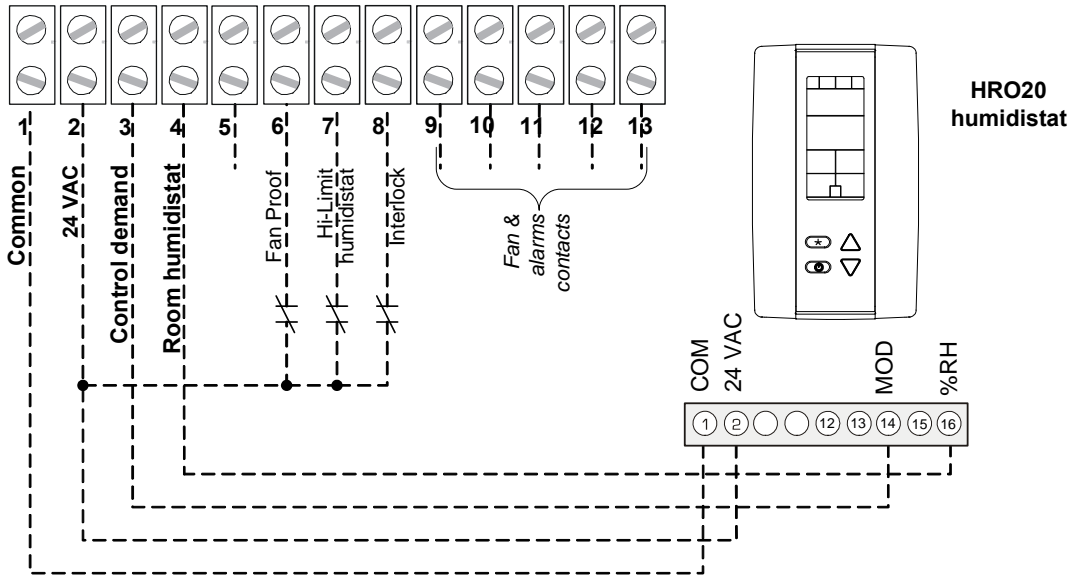 HRO20
humidistat
1 2 3 4 5 6 7 8 9 10 11 12 13
Common
24 VAC
Control demand
Room humidistat
Fan Proof
Hi-Limit
humidistat
Interlock
Fan &
alarms
contacts
COM
24 VAC
MOD
%RH
1 2 12 13 14 15 16